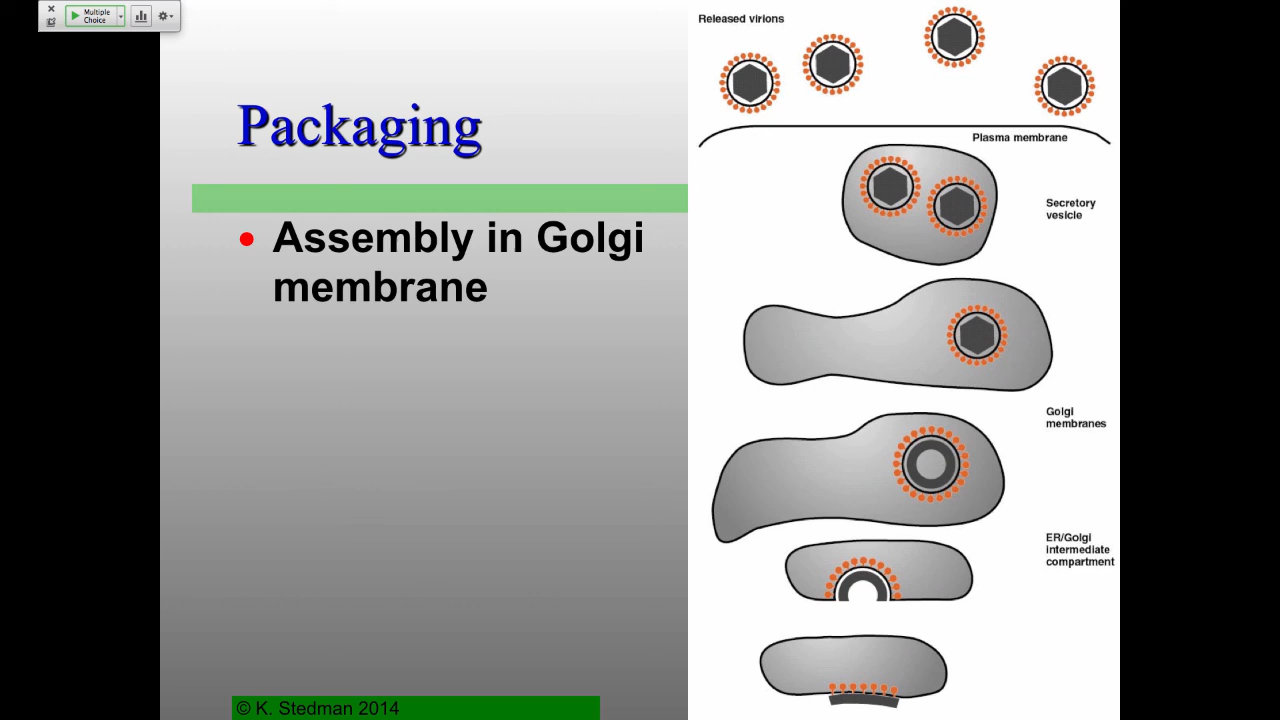 Multiple
Choice
Packaging
• Assembly in Golgi
membrane
© K. Stedman 2014
Released virions
Plasma membrane
Secretory
vesicle
Golgi
membranes
ER/Golgi
intermediate
compartment